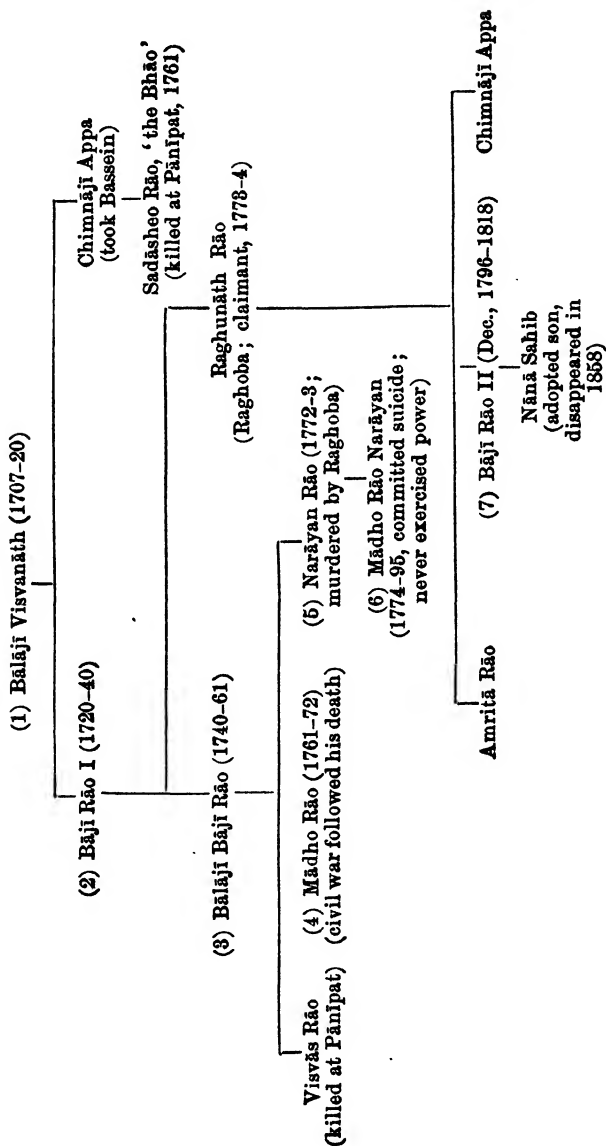 (1) Bālājī Visvanāth (1707–20)
(2) Bājī Rāo I (1720–40)
Chimnājī Appa
(took Bassein)
Sadāsheo Rāo, ‘the Bhāo’
(killed at Pānīpat, 1761)
(3) Bālājī Bājī Rāo (1740–61)
Raghunāth Rāo
(Raghoba; claimant, 1773–4)
Visvās Rāo
(killed at Pānīpat)
(4) Mādho Rāo (1761–72)
(civil war followed his death)
(5) Narāyan Rāo (1772–3;
murdered by Raghoba)
(6) Mādho Rāo Narāyan
(1774–95, committed suicide;
never exercised power)
Amritā Rāo
(7) Bājī Rāo II (Dec., 1796–1818)
Chimnājī Appa
Nānā Sahib
(adopted son,
disappeared in
1858)